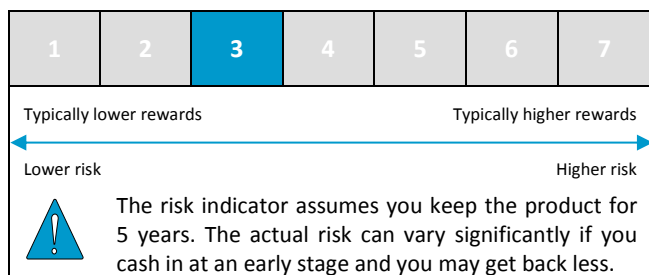 1 2 3 4 5 6 7
Typically lower rewards Typically higher rewards
Lower risk Higher risk
The risk indicator assumes you keep the product for
5 years. The actual risk can vary significantly if you
cash in at an early stage and you may get back less.